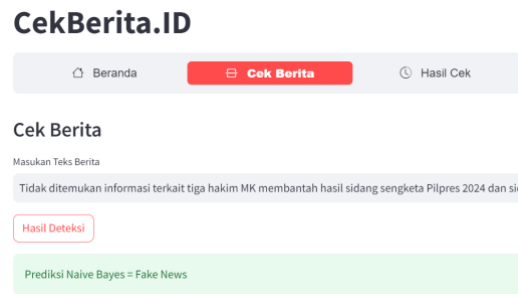 CekBerita.ID
Beranda
Cek Berita
Hasil Cek
Cek Berita
Masukan Teks Berita
Tidak ditemukan informasi terkait tiga hakim MK membantah hasil sidang sengketa Pilpres 2024 dan
Hasil Deteksi
Prediksi Naive Bayes = Fake News